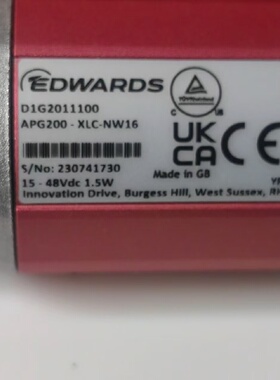 EDWARDS
D1G2011100
APG200 - XLC-NW16
C US
UK
CA CE
S/No: 230741730 Made in GB
15 - 48Vdc 1.5W
Innovation Drive, Burgess Hill, West Sussex,